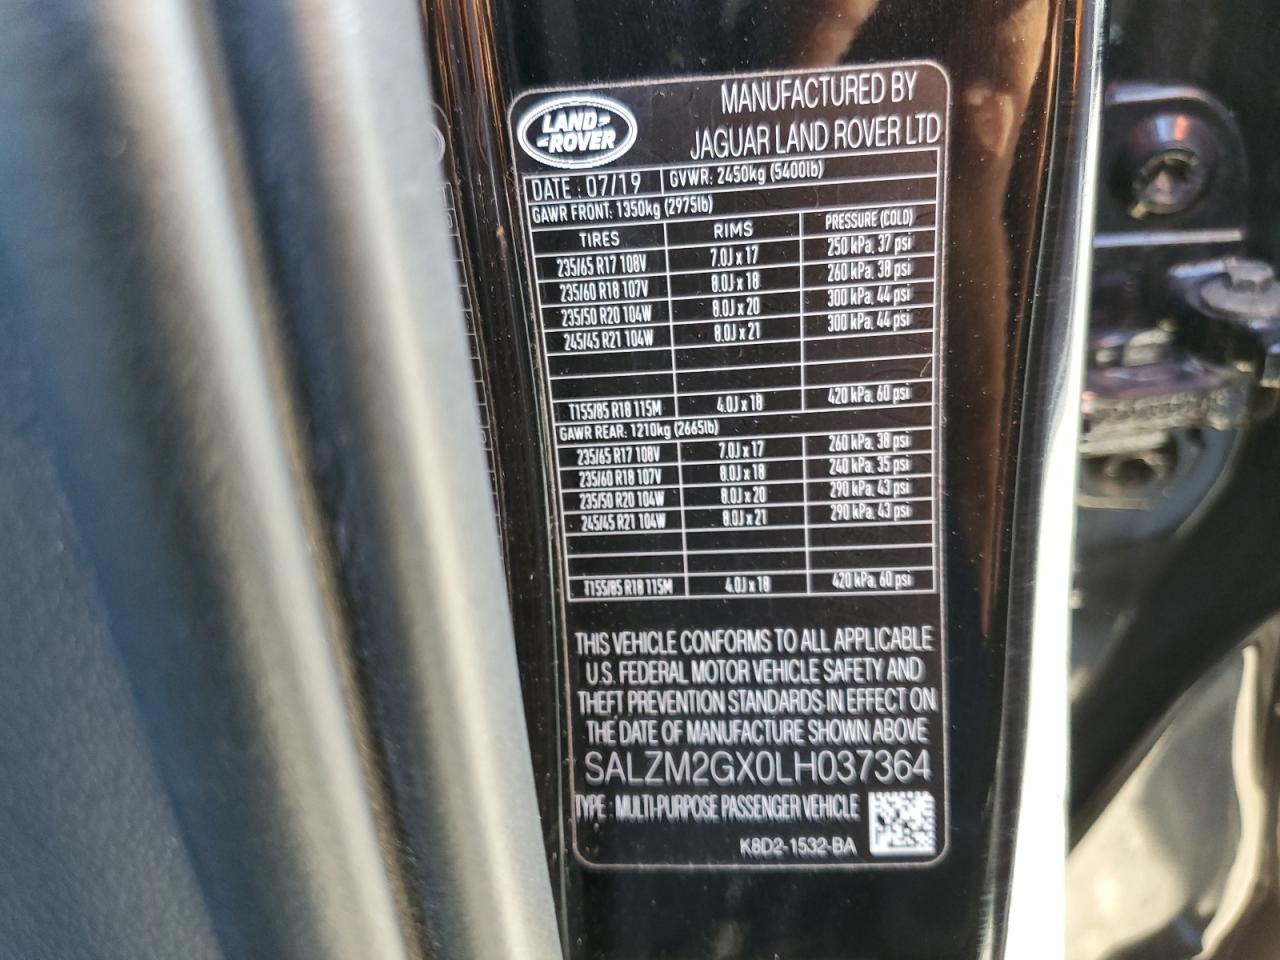 LAND-
-ROVER
MANUFACTURED BY
JAGUAR LAND ROVER LTD
DATE : 07/19 GVWR: 2450kg (5400lb)
GAWR FRONT: 1350kg (2975lb)
TIRES RIMS PRESSURE (COLD)
235/65 R17 108V 7.0J x 17 250 kPa, 37 psi
235/60 R18 107V 8.0J x 18 260 kPa, 38 psi
235/50 R20 104W 8.0J x 20 300 kPa, 44 psi
245/45 R21 104W 8.0J x 21 300 kPa, 44 psi
T155/85 R18 115M 4.0J x 18 420 kPa, 60 psi
GAWR REAR: 1210kg (2665lb)
235/65 R17 108V 7.0J x 17 260 kPa, 38 psi
235/60 R18 107V 8.0J x 18 240 kPa, 35 psi
235/50 R20 104W 8.0J x 20 290 kPa, 43 psi
245/45 R21 104W 8.0J x 21 290 kPa, 43 psi
T155/85 R18 115M 4.0J x 18 420 kPa, 60 psi
THIS VEHICLE CONFORMS TO ALL APPLICABLE
U.S. FEDERAL MOTOR VEHICLE SAFETY AND
THEFT PREVENTION STANDARDS IN EFFECT ON
THE DATE OF MANUFACTURE SHOWN ABOVE
SALZM2GX0LH037364
TYPE : MULTI-PURPOSE PASSENGER VEHICLE
K8D2-1532-BA